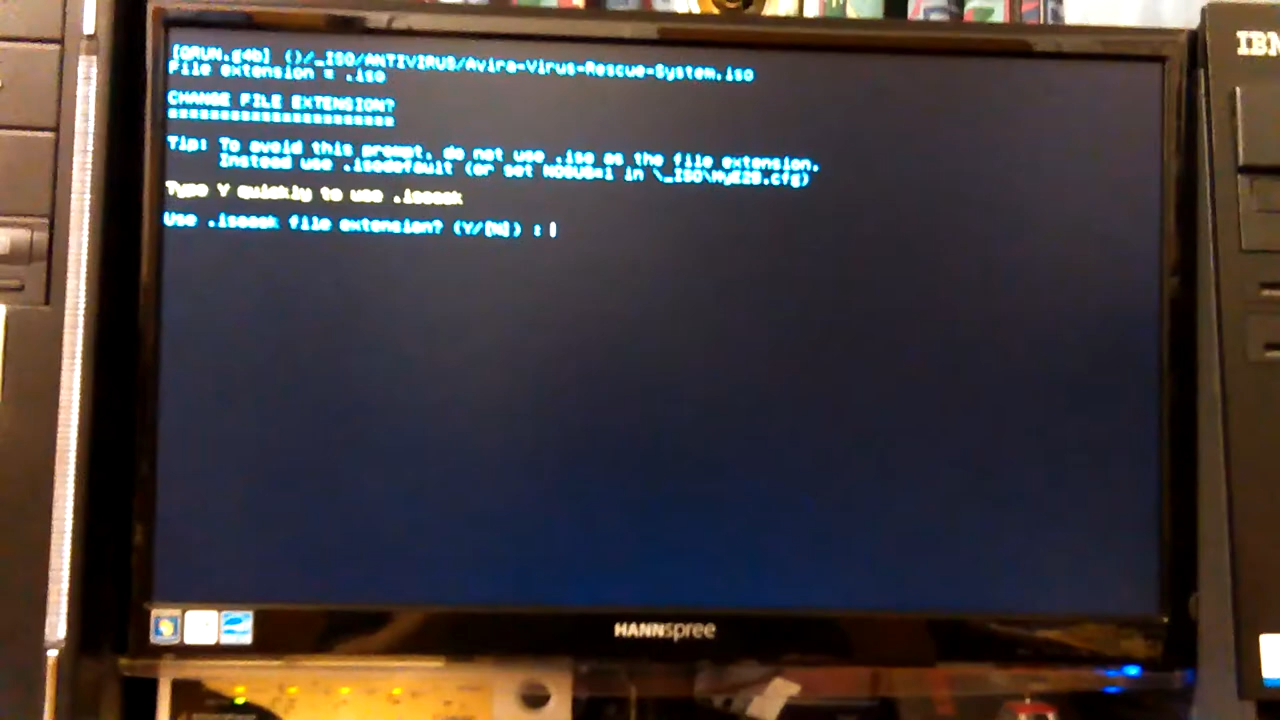 [QRUN.g4b] ()/_ISO/ANTIVIRUS/Avira-Virus-Rescue-System.iso
File extension = .iso
CHANGE FILE EXTENSION?
======================
Tip: To avoid this prompt, do not use .iso as the file extension.
Instead use .isodefault (or set NOSUG=1 in \_ISO\MyE2B.cfg)
Type Y quickly to use .isoask
Use .isoask file extension? (Y/[N]) :
HANNspree
IBM